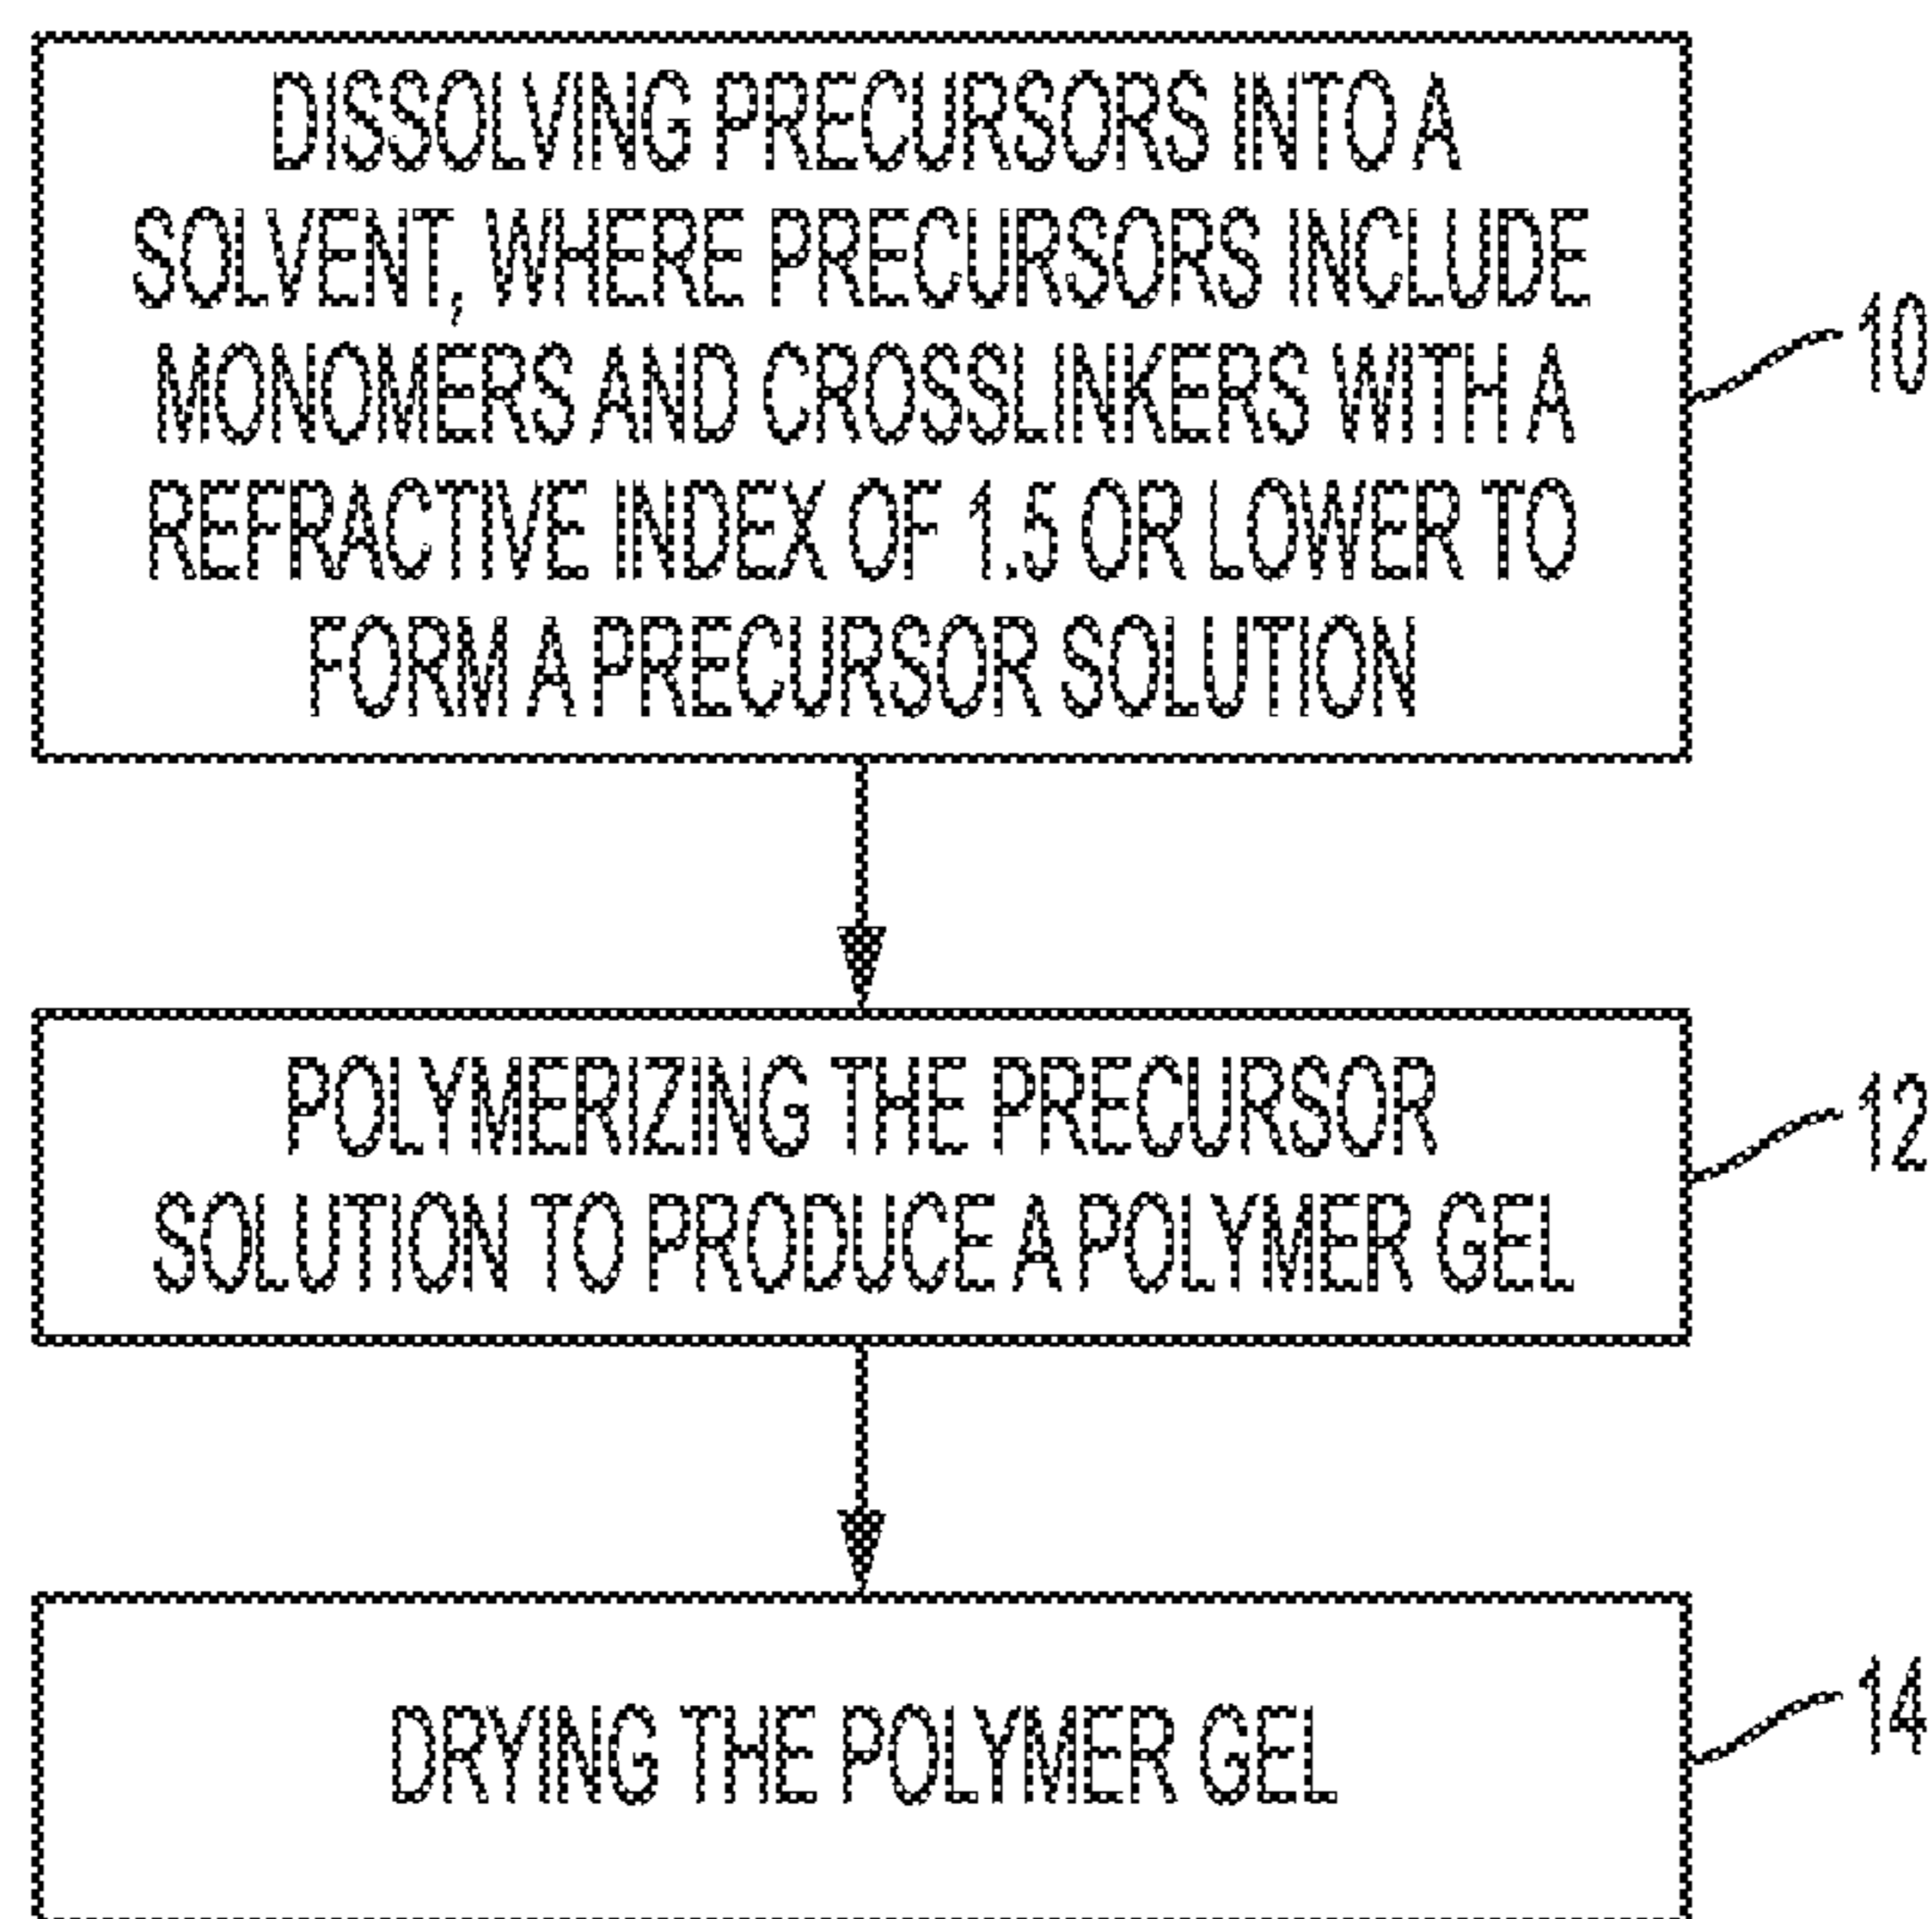 DISSOLVING PRECURSORS INTO A
SOLVENT, WHERE PRECURSORS INCLUDE
MONOMERS AND CROSSLINKERS WITH A
REFRACTIVE INDEX OF 1.5 OR LOWER TO
FORM A PRECURSOR SOLUTION
10
POLYMERIZING THE PRECURSOR
SOLUTION TO PRODUCE A POLYMER GEL
12
DRYING THE POLYMER GEL
14